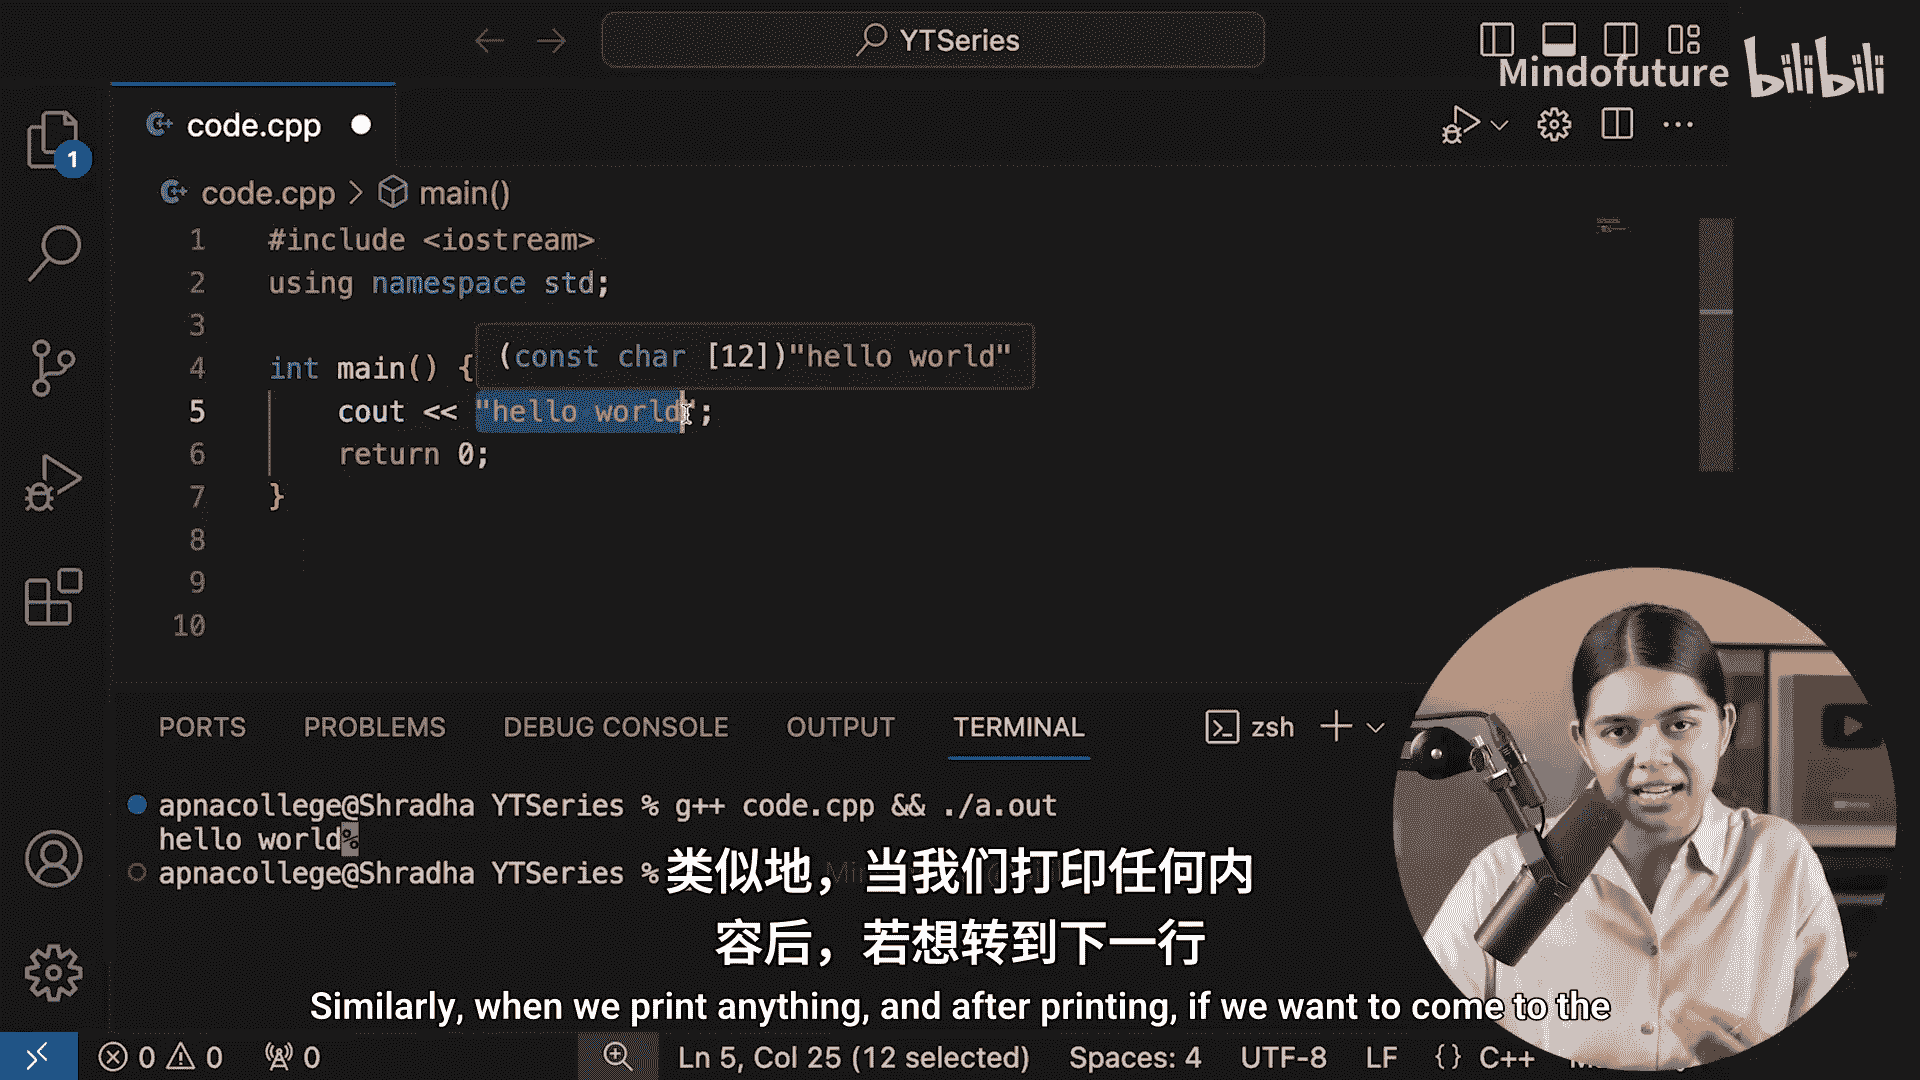 YTSeries
Mindofuture bilibili
code.cpp
1
code.cpp > main()
1 #include <iostream>
2 using namespace std;
3
(const char [12])"hello world"
4 int main() {
5 cout << "hello world";
6 return 0;
7 }
8
9
10
PORTS PROBLEMS DEBUG CONSOLE OUTPUT TERMINAL zsh
apnacollege@Shradha YTSeries % g++ code.cpp && ./a.out
hello world%
apnacollege@Shradha YTSeries %
类似地，当我们打印任何内
容后，若想转到下一行
Similarly, when we print anything, and after printing, if we want to come to the
0 0 0 Ln 5, Col 25 (12 selected) Spaces: 4 UTF-8 LF {} C++